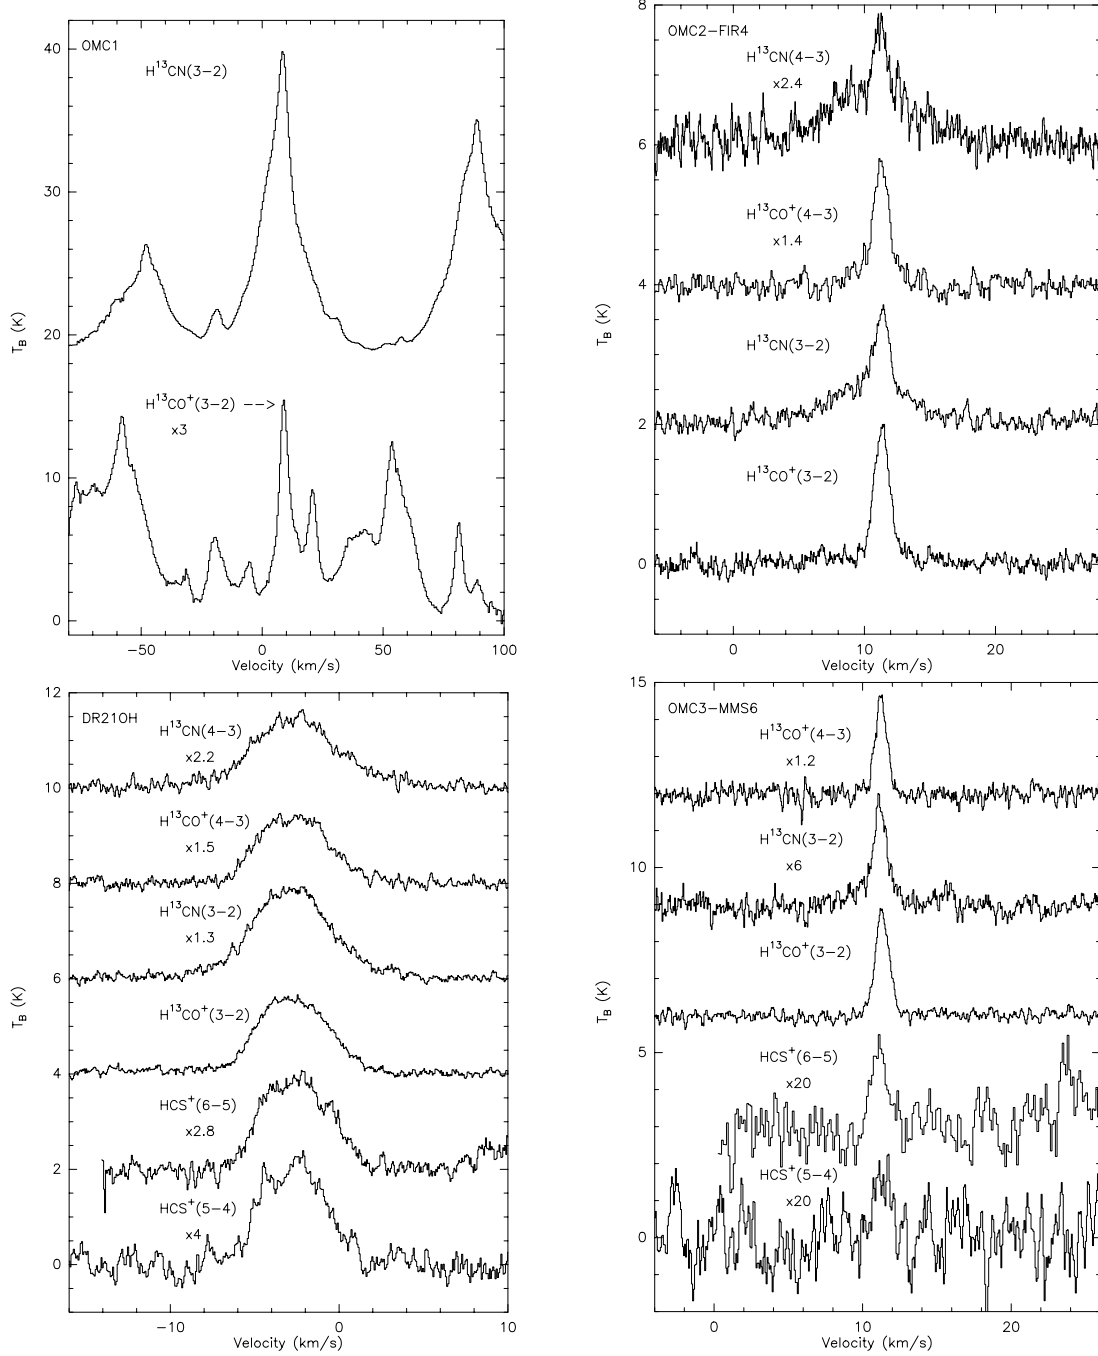 OMC1
H¹³CN(3−2)
H¹³CO⁺(3−2) −−>
x3
40
30
20
10
0
T_B (K)
−50 0 50 100
Velocity (km/s)
OMC2−FIR4
H¹³CN(4−3)
x2.4
H¹³CO⁺(4−3)
x1.4
H¹³CN(3−2)
H¹³CO⁺(3−2)
8
6
4
2
0
T_B (K)
0 10 20
Velocity (km/s)
DR21OH
H¹³CN(4−3)
x2.2
H¹³CO⁺(4−3)
x1.5
H¹³CN(3−2)
x1.3
H¹³CO⁺(3−2)
HCS⁺(6−5)
x2.8
HCS⁺(5−4)
x4
12
10
8
6
4
2
0
T_B (K)
−10 0 10
Velocity (km/s)
OMC3−MMS6
H¹³CO⁺(4−3)
x1.2
H¹³CN(3−2)
x6
H¹³CO⁺(3−2)
HCS⁺(6−5)
x20
HCS⁺(5−4)
x20
15
10
5
0
T_B (K)
0 10 20
Velocity (km/s)